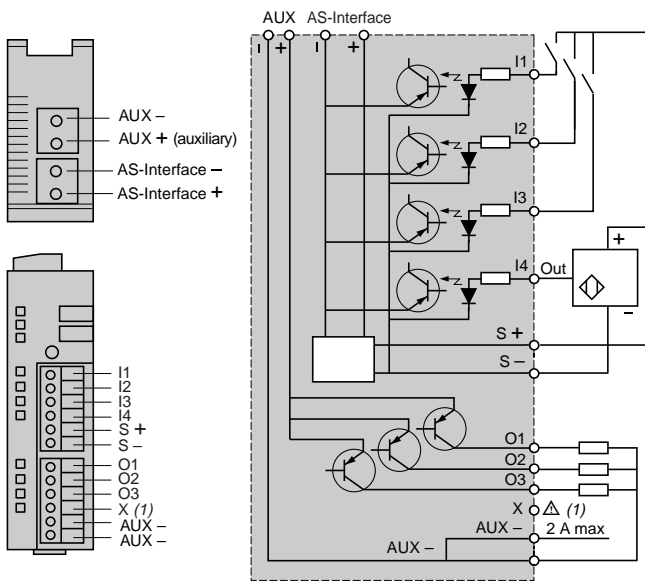 AUX –
AUX + (auxiliary)
AS-Interface –
AS-Interface +
I1
I2
I3
I4
S +
S –
O1
O2
O3
X (1)
AUX –
AUX –
AUX AS-Interface
– + – +
I1
I2
I3
+
I4 Out
–
S +
S –
O1
O2
O3
X ⚠ (1)
AUX – 2 A max
AUX –